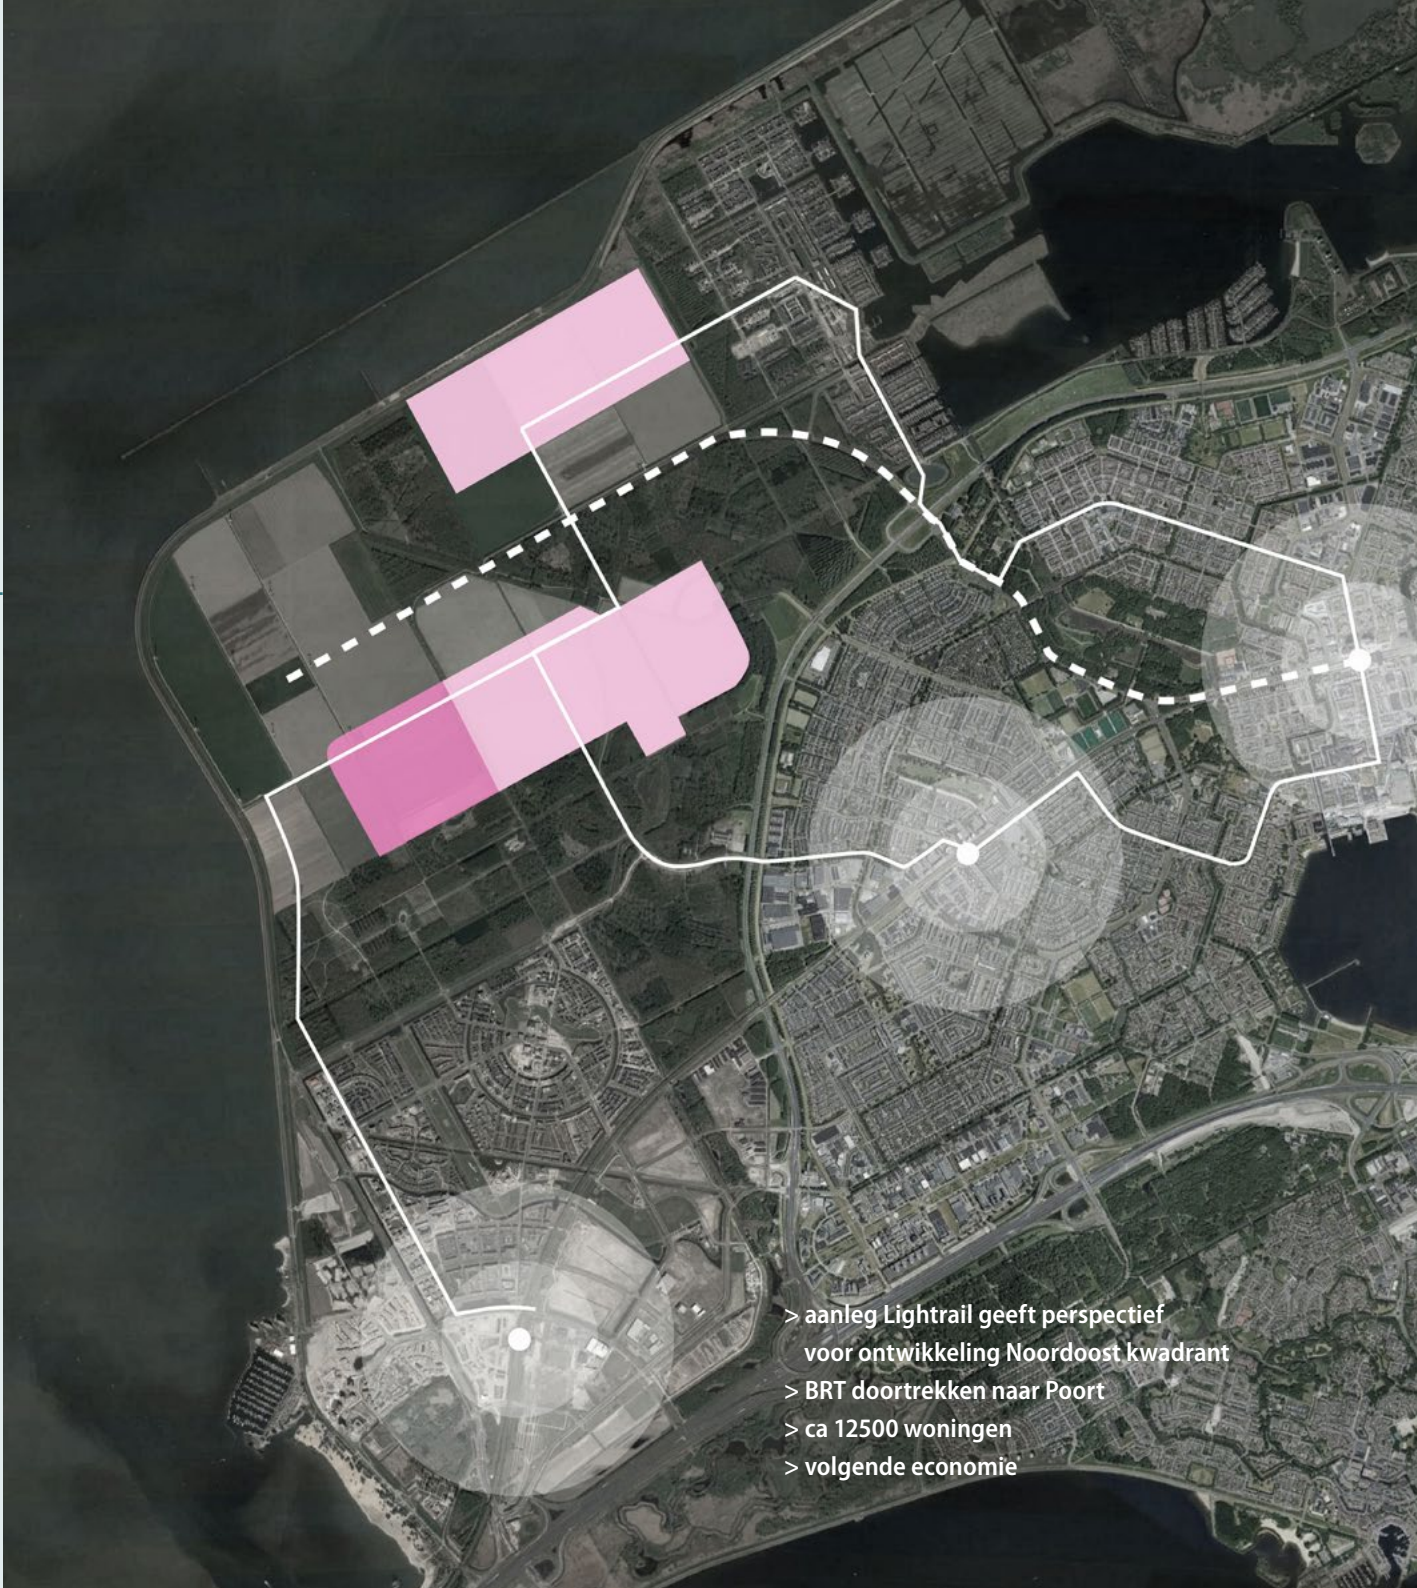 > aanleg Lightrail geeft perspectief
voor ontwikkeling Noordoost kwadrant
> BRT doortrekken naar Poort
> ca 12500 woningen
> volgende economie